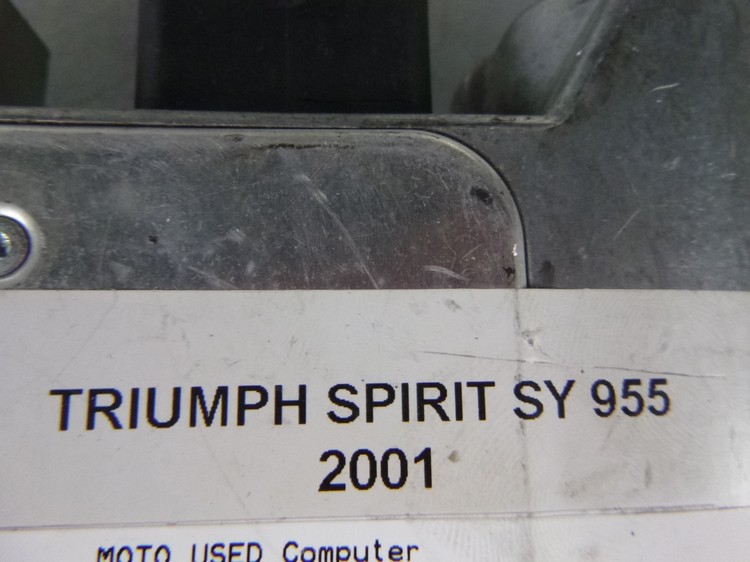 TRIUMPH SPIRIT SY 955
2001
MOTO USED Computer